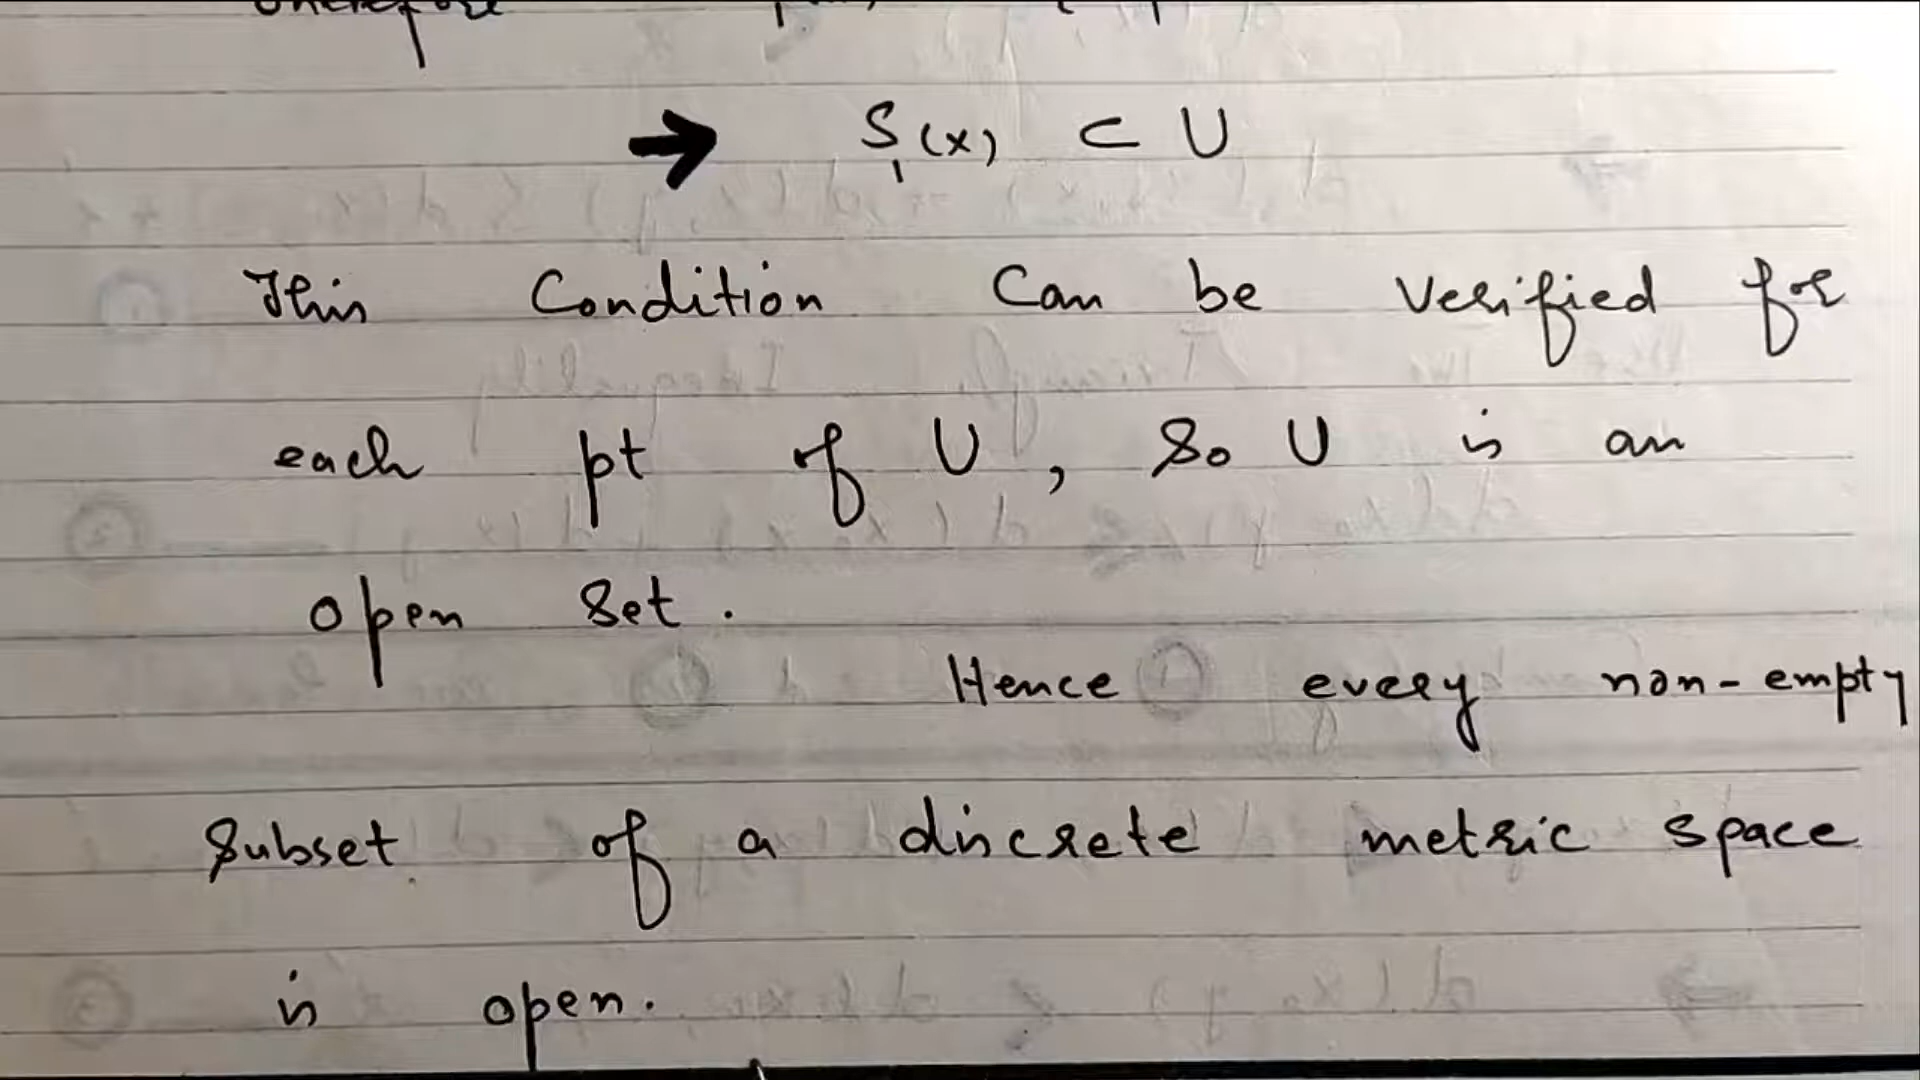 therefore
→ S₁(x) ⊂ U
This Condition Can be Verified for
each pt of U, So U is an
open Set.
Hence every non-empty
Subset of a discrete metric space
is open.